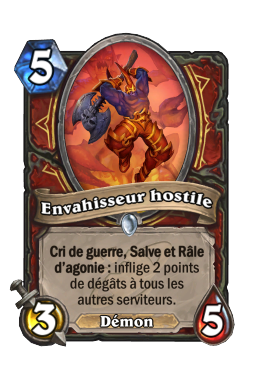 5
Envahisseur hostile
Cri de guerre, Salve et Râle
d'agonie : inflige 2 points
de dégâts à tous les
autres serviteurs.
3
Démon
5